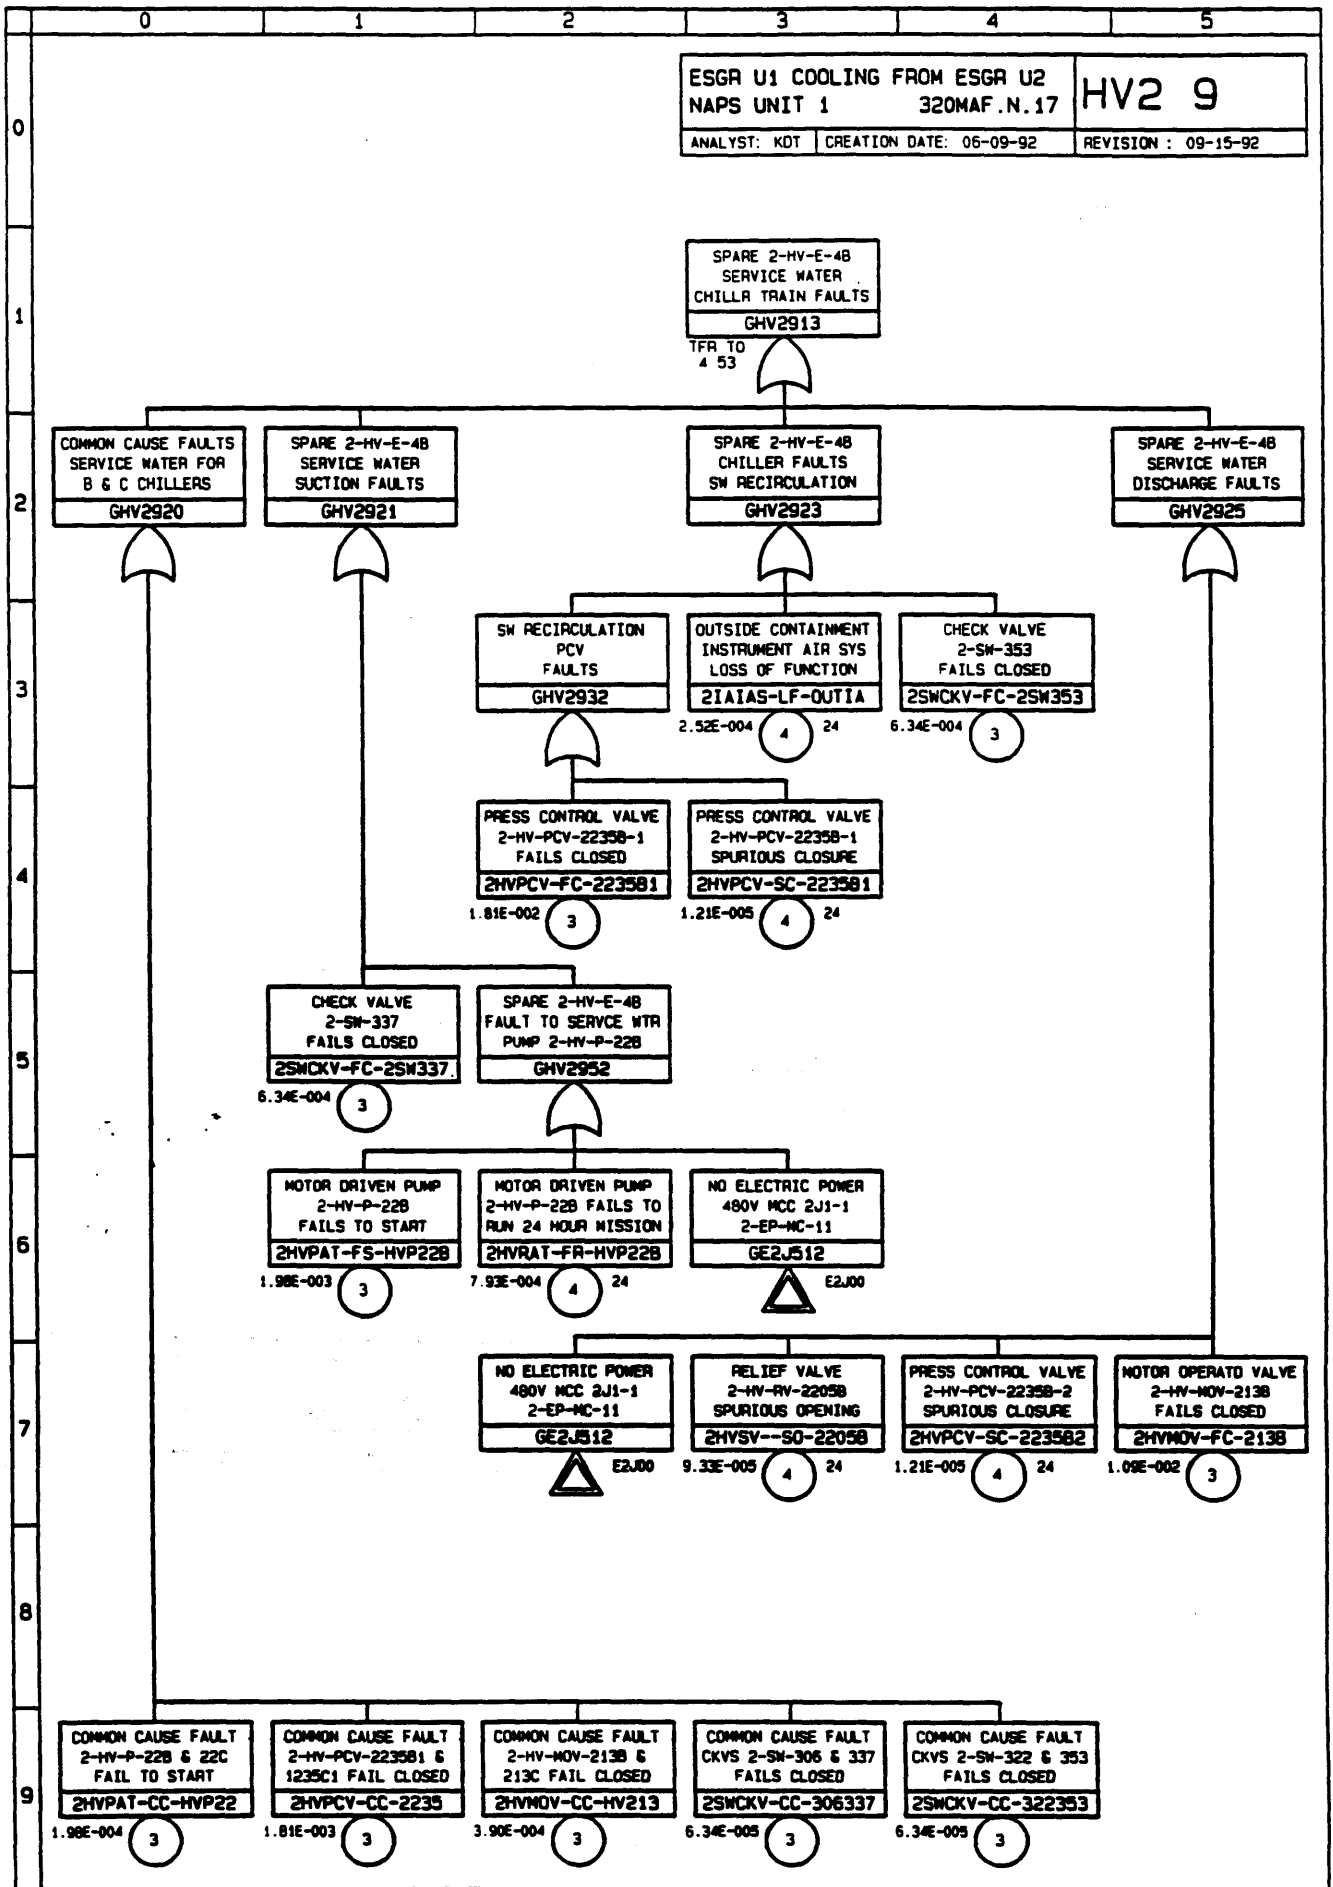 0 1 2 3 4 5
ESGR U1 COOLING FROM ESGR U2
NAPS UNIT 1 320MAF.N.17
HV2 9
ANALYST: KDT CREATION DATE: 06-09-92 REVISION : 09-15-92
0
SPARE 2-HV-E-4B
SERVICE WATER
CHILLR TRAIN FAULTS
GHV2913
TFR TO
4 53
1
COMMON CAUSE FAULTS
SERVICE WATER FOR
B & C CHILLERS
GHV2920
SPARE 2-HV-E-4B
SERVICE WATER
SUCTION FAULTS
GHV2921
SPARE 2-HV-E-4B
CHILLER FAULTS
SW RECIRCULATION
GHV2923
SPARE 2-HV-E-4B
SERVICE WATER
DISCHARGE FAULTS
GHV2925
2
SW RECIRCULATION
PCV
FAULTS
GHV2932
OUTSIDE CONTAINMENT
INSTRUMENT AIR SYS
LOSS OF FUNCTION
2IAIAS-LF-OUTIA
2.52E-004 4 24
CHECK VALVE
2-SW-353
FAILS CLOSED
2SWCKV-FC-2SW353
6.34E-004 3
3
PRESS CONTROL VALVE
2-HV-PCV-2235B-1
FAILS CLOSED
2HVPCV-FC-2235B1
1.81E-002 3
PRESS CONTROL VALVE
2-HV-PCV-2235B-1
SPURIOUS CLOSURE
2HVPCV-SC-2235B1
1.21E-005 4 24
4
CHECK VALVE
2-SW-337
FAILS CLOSED
2SWCKV-FC-2SW337
6.34E-004 3
SPARE 2-HV-E-4B
FAULT TO SERVCE WTR
PUMP 2-HV-P-22B
GHV2952
5
MOTOR DRIVEN PUMP
2-HV-P-22B
FAILS TO START
2HVPAT-FS-HVP22B
1.98E-003 3
MOTOR DRIVEN PUMP
2-HV-P-22B FAILS TO
RUN 24 HOUR MISSION
2HVRAT-FR-HVP22B
7.93E-004 4 24
NO ELECTRIC POWER
480V MCC 2J1-1
2-EP-MC-11
GE2J512
E2J00
6
NO ELECTRIC POWER
480V MCC 2J1-1
2-EP-MC-11
GE2J512
E2J00
RELIEF VALVE
2-HV-RV-2205B
SPURIOUS OPENING
2HVSV--SO-2205B
9.33E-005 4 24
PRESS CONTROL VALVE
2-HV-PCV-2235B-2
SPURIOUS CLOSURE
2HVPCV-SC-2235B2
1.21E-005 4 24
MOTOR OPERATD VALVE
2-HV-MOV-213B
FAILS CLOSED
2HVMOV-FC-213B
1.09E-002 3
7
8
COMMON CAUSE FAULT
2-HV-P-22B & 22C
FAIL TO START
2HVPAT-CC-HVP22
1.98E-004 3
COMMON CAUSE FAULT
2-HV-PCV-2235B1 &
1235C1 FAIL CLOSED
2HVPCV-CC-2235
1.81E-003 3
COMMON CAUSE FAULT
2-HV-MOV-213B &
213C FAIL CLOSED
2HVMOV-CC-HV213
3.90E-004 3
COMMON CAUSE FAULT
CKVS 2-SW-306 & 337
FAILS CLOSED
2SWCKV-CC-306337
6.34E-005 3
COMMON CAUSE FAULT
CKVS 2-SW-322 & 353
FAILS CLOSED
2SWCKV-CC-322353
6.34E-005 3
9